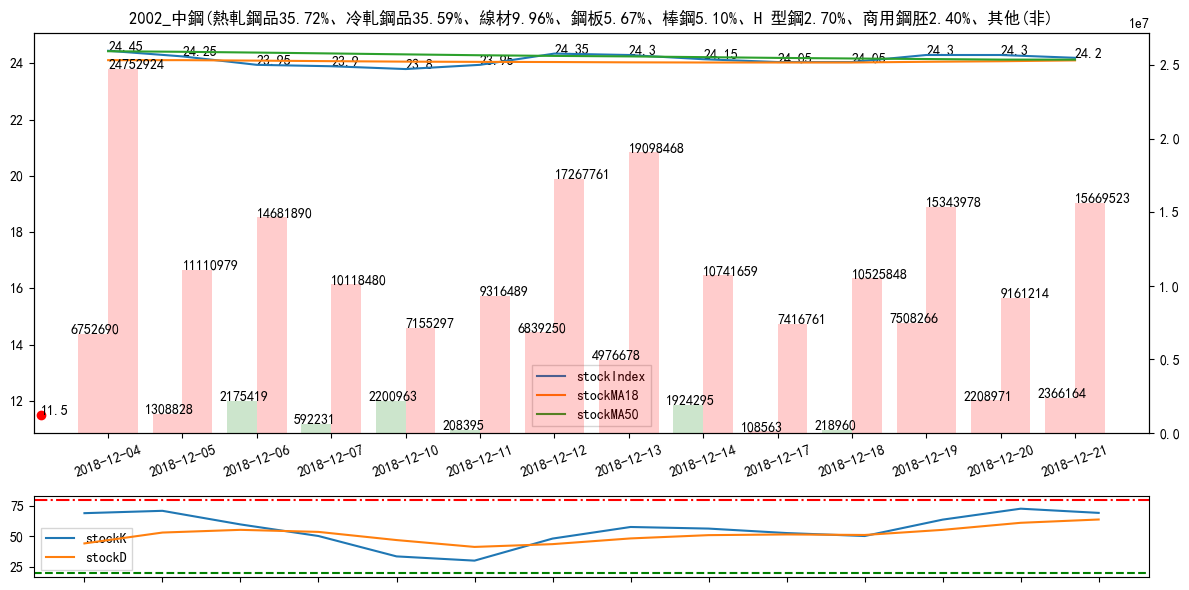 2002_中鋼(熱軋鋼品35.72%、冷軋鋼品35.59%、線材9.96%、鋼板5.67%、棒鋼5.10%、H 型鋼2.70%、商用鋼胚2.40%、其他(非)
1e7
24.45 24.25 23.95 23.9 23.8 23.95 24.35 24.3 24.15 24.05 24.05 24.3 24.3 24.2
24 2.5
24752924
22
2.0
19098468
20
17267761
15343978 15669523
1.5
14681890
18
11110979 10118480 10741659 10525848
16 1.0
9316489 9161214
7155297 7416761 7508266
6752690 6839250
14
4976678 0.5
stockIndex
12
2175419 2200963 1924295 2208971 2366164
stockMA18
11.5 1308828
stockMA50
592231 208395 108563 218960
0.0
2018-12-04 2018-12-05 2018-12-06 2018-12-07 2018-12-10 2018-12-11 2018-12-12 2018-12-13 2018-12-14 2018-12-17 2018-12-18 2018-12-19 2018-12-20 2018-12-21
75
50 stockK
stockD
25